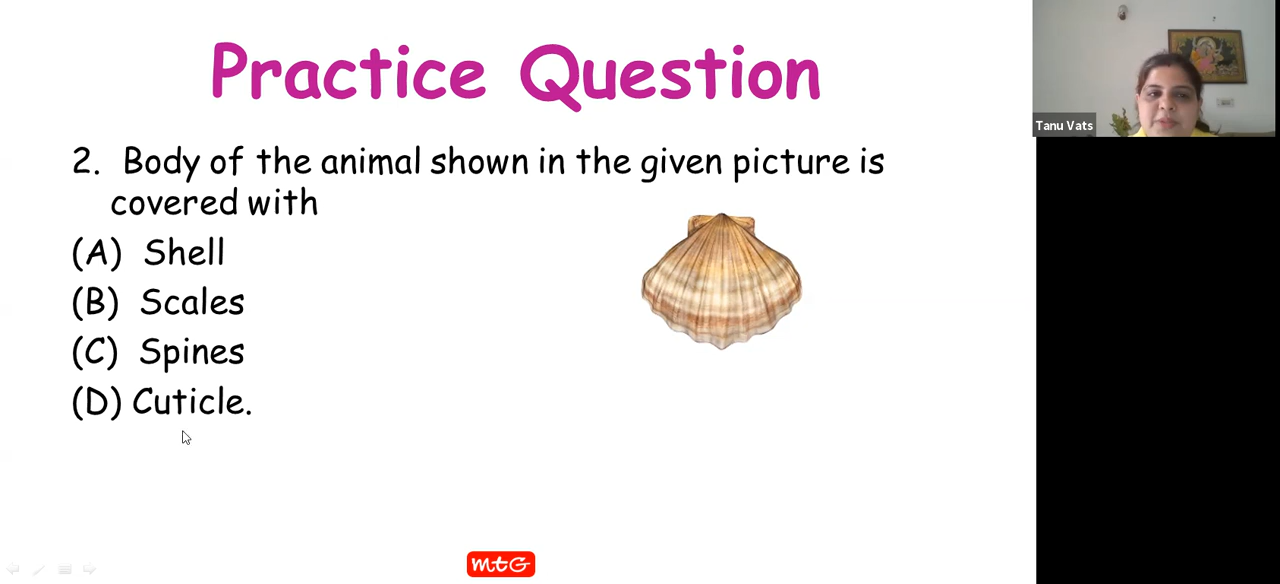 Practice Question
2. Body of the animal shown in the given picture is
covered with
(A) Shell
(B) Scales
(C) Spines
(D) Cuticle.
Tanu Vats
mtG